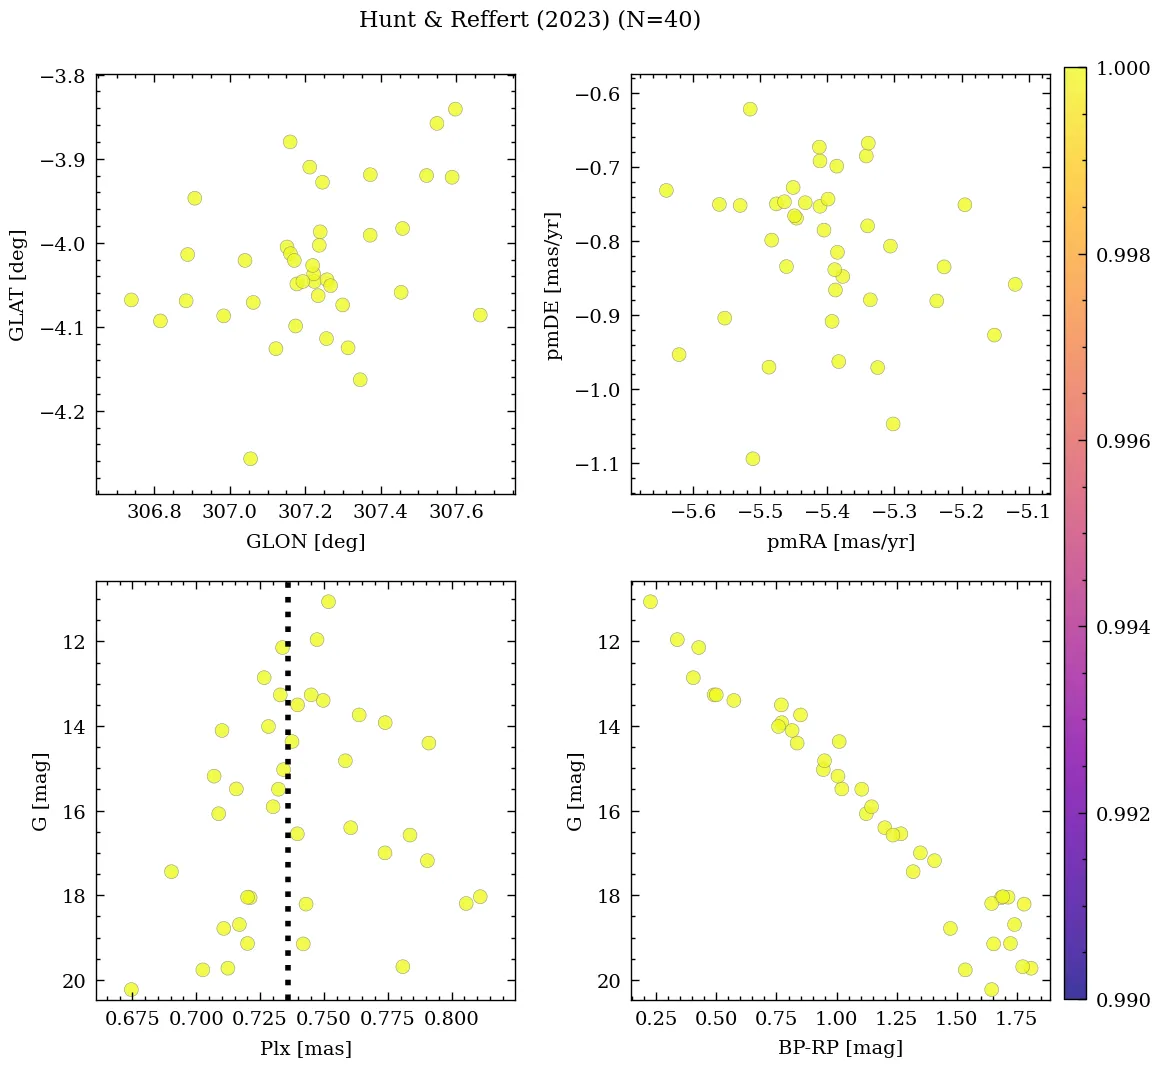 Hunt & Reffert (2023) (N=40)
−3.8
−3.9
−4.0
−4.1
−4.2
GLAT [deg]
306.8 307.0 307.2 307.4 307.6
GLON [deg]
−0.6
−0.7
−0.8
−0.9
−1.0
−1.1
pmDE [mas/yr]
−5.6 −5.5 −5.4 −5.3 −5.2 −5.1
pmRA [mas/yr]
12
14
16
18
20
G [mag]
0.675 0.700 0.725 0.750 0.775 0.800
Plx [mas]
12
14
16
18
20
G [mag]
0.25 0.50 0.75 1.00 1.25 1.50 1.75
BP-RP [mag]
1.000
0.998
0.996
0.994
0.992
0.990